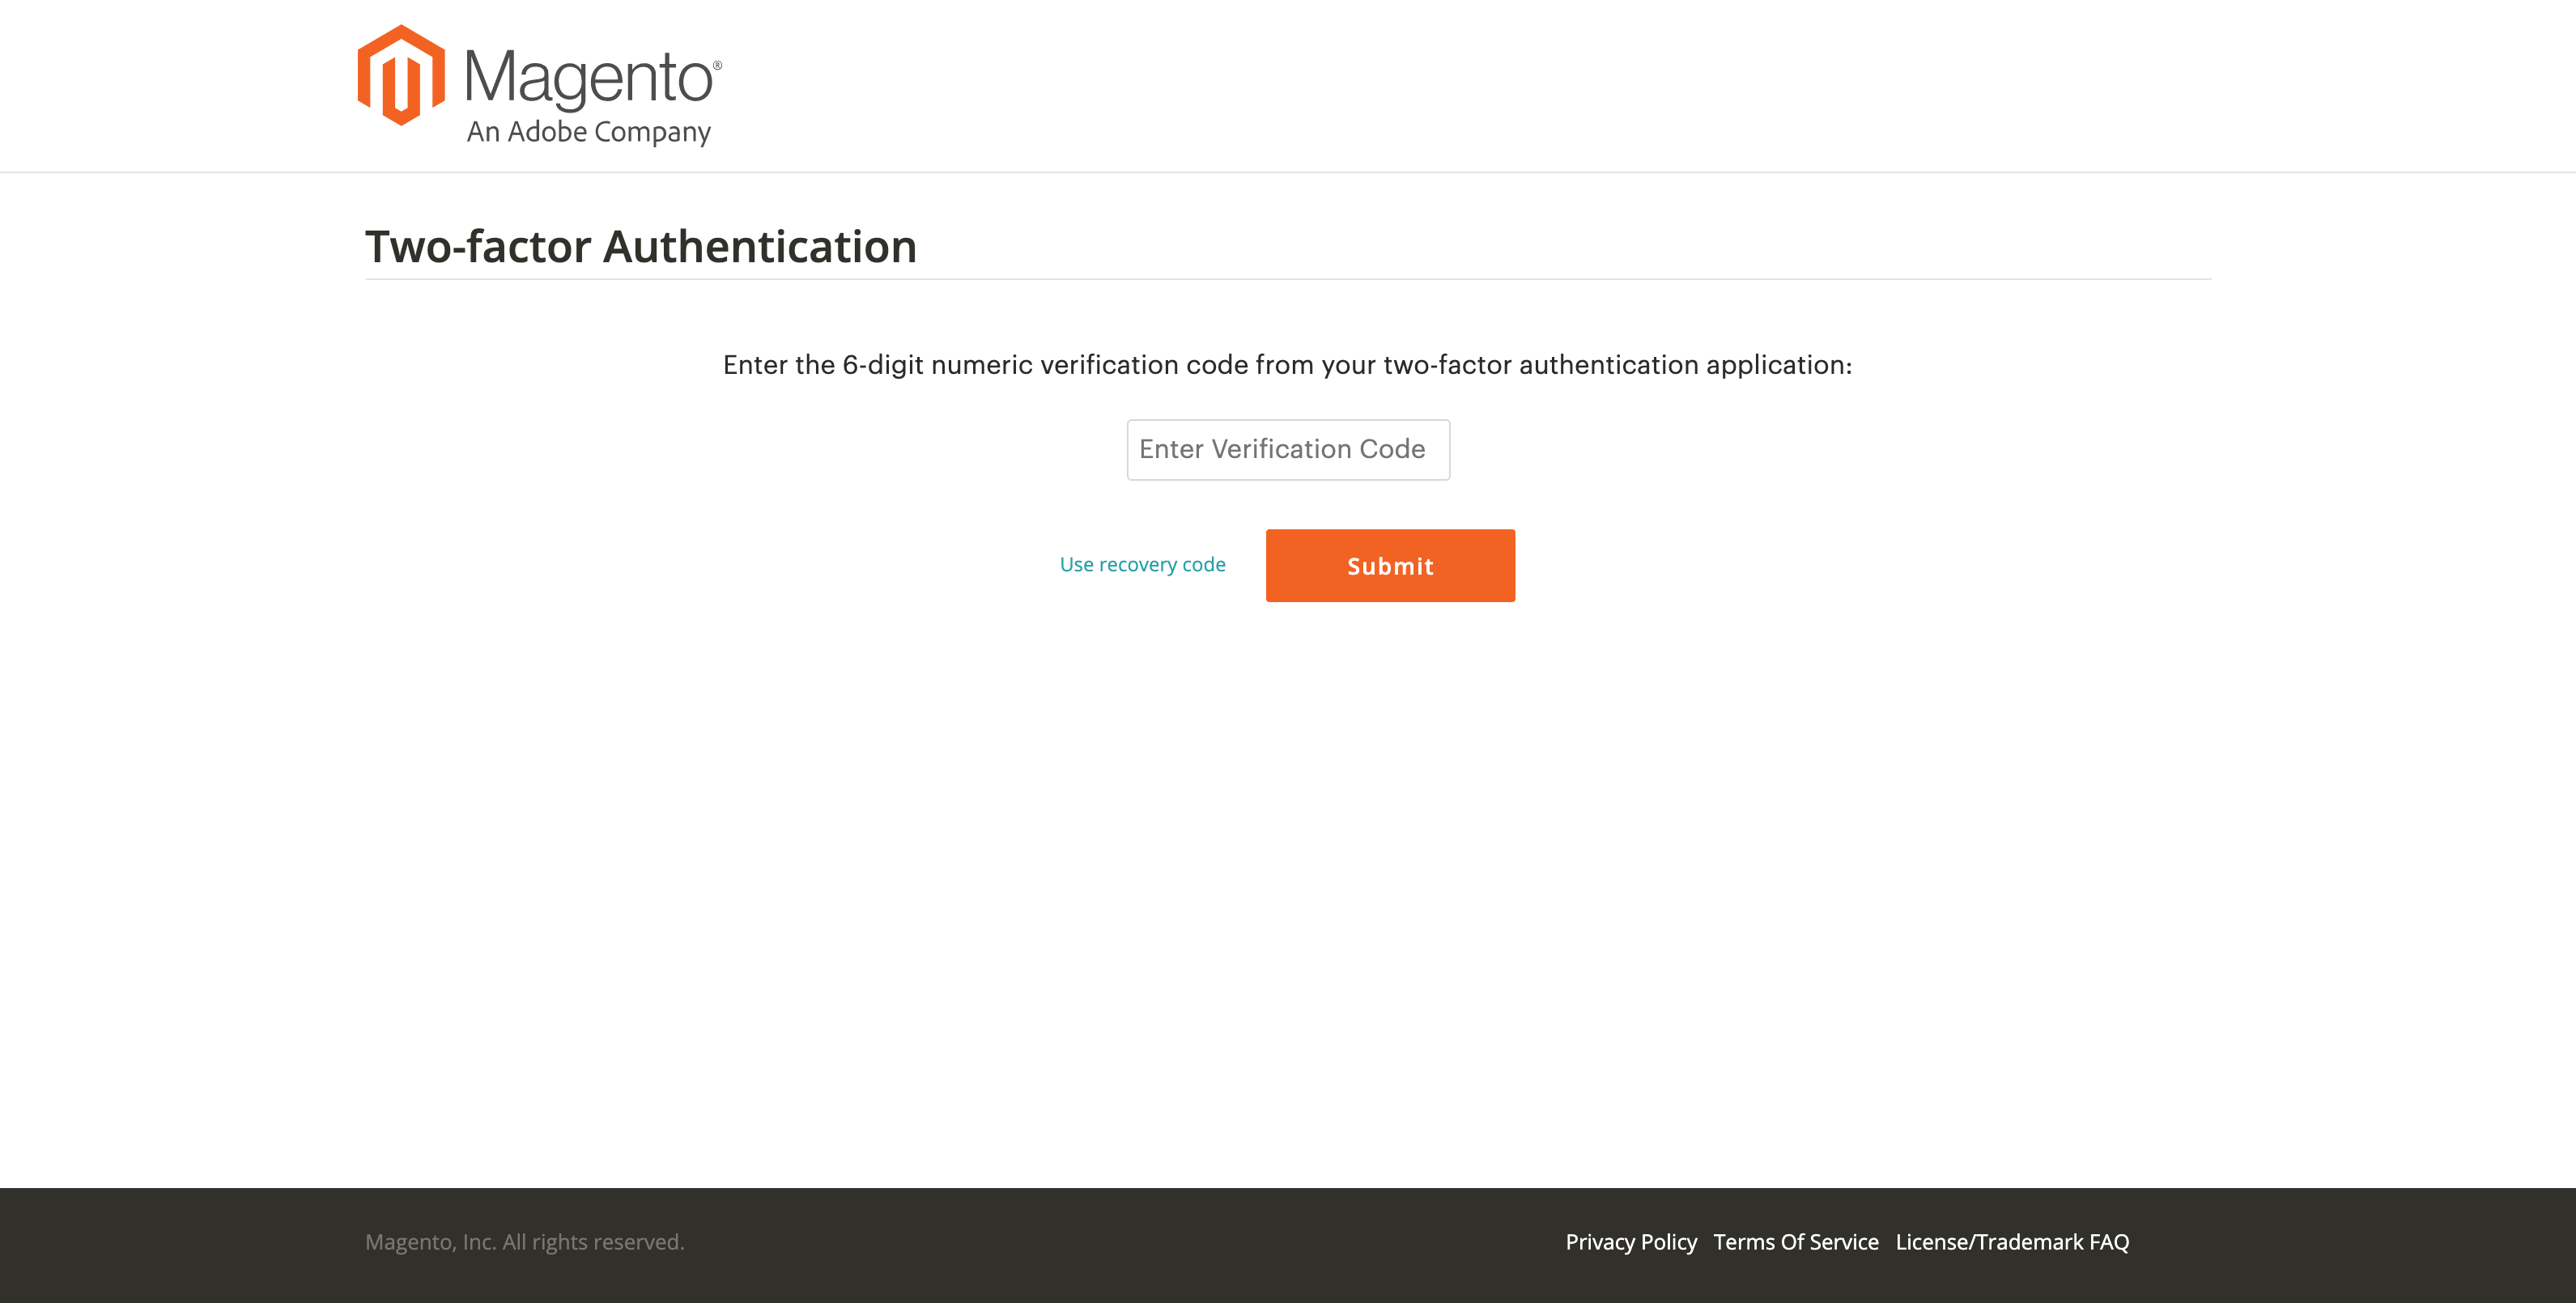 Magento®
An Adobe Company
Two-factor Authentication
Enter the 6-digit numeric verification code from your two-factor authentication application:
Enter Verification Code
Use recovery code
Submit
Magento, Inc. All rights reserved.
Privacy Policy Terms Of Service License/Trademark FAQ